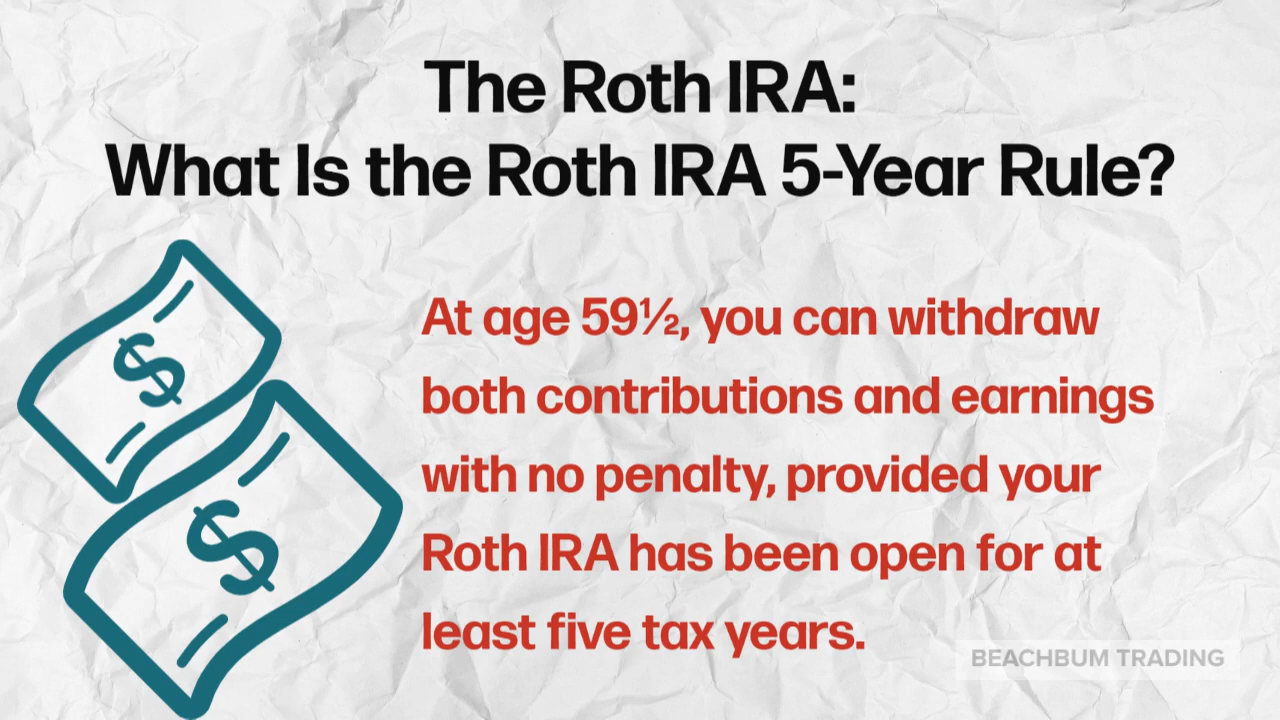 The Roth IRA:
What Is the Roth IRA 5-Year Rule?
At age 59½, you can withdraw
both contributions and earnings
with no penalty, provided your
Roth IRA has been open for at
least five tax years.
$
$
BEACHBUM TRADING